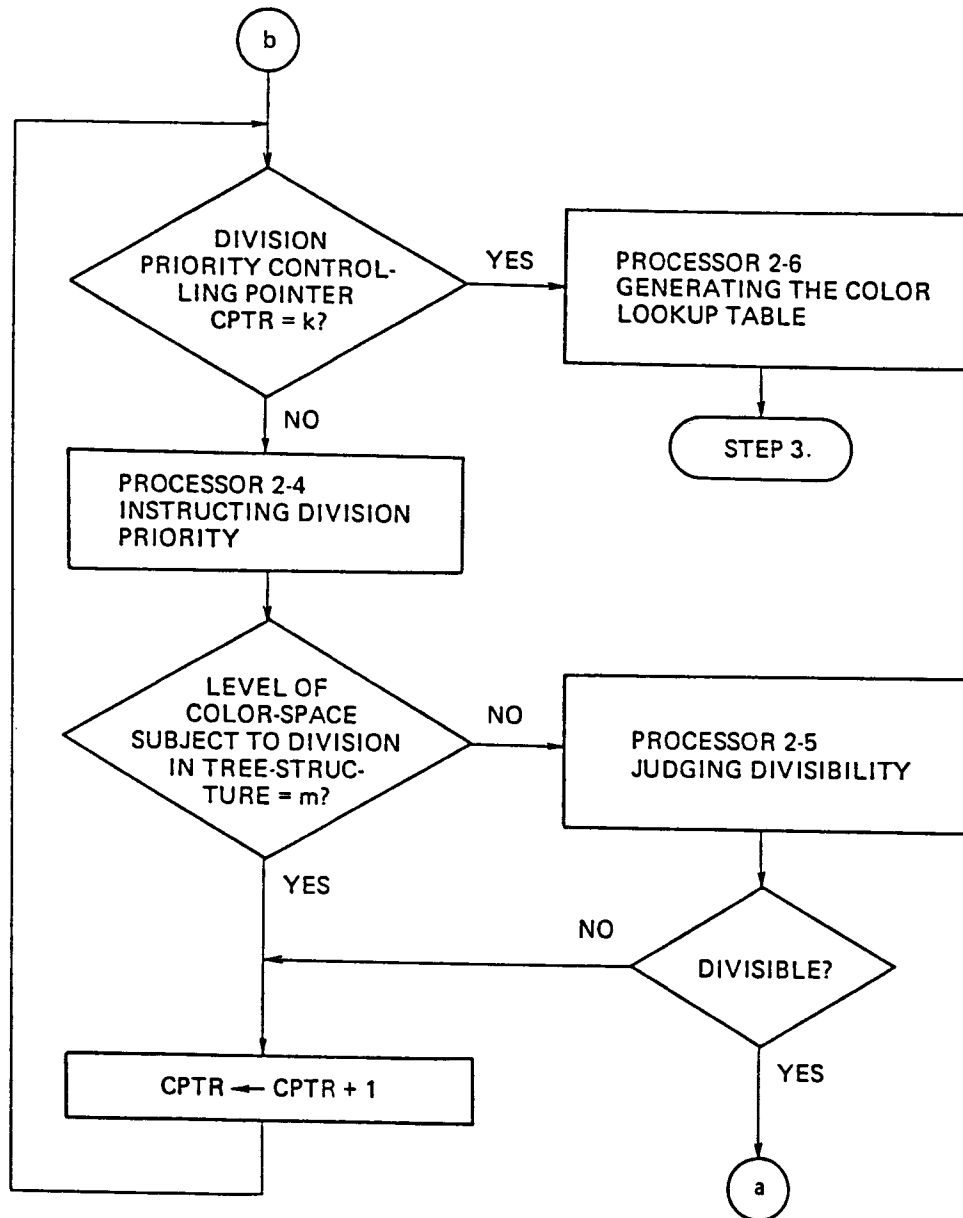 b
DIVISION
PRIORITY CONTROL-
LING POINTER
CPTR = k?
YES
PROCESSOR 2-6
GENERATING THE COLOR
LOOKUP TABLE
NO
STEP 3.
PROCESSOR 2-4
INSTRUCTING DIVISION
PRIORITY
LEVEL OF
COLOR-SPACE
SUBJECT TO DIVISION
IN TREE-STRUC-
TURE = m?
NO
PROCESSOR 2-5
JUDGING DIVISIBILITY
YES
NO
DIVISIBLE?
YES
CPTR ← CPTR + 1
a